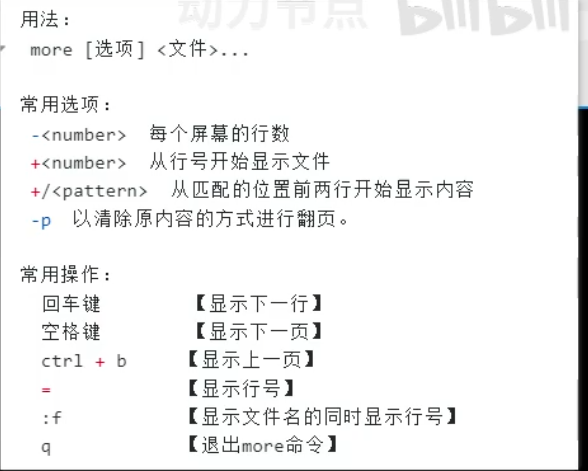 动力节点 bilibili
用法：
more [选项] <文件>...
常用选项：
-<number> 每个屏幕的行数
+<number> 从行号开始显示文件
+/<pattern> 从匹配的位置前两行开始显示内容
-p 以清除原内容的方式进行翻页。
常用操作：
回车键 【显示下一行】
空格键 【显示下一页】
ctrl + b 【显示上一页】
= 【显示行号】
:f 【显示文件名的同时显示行号】
q 【退出more命令】